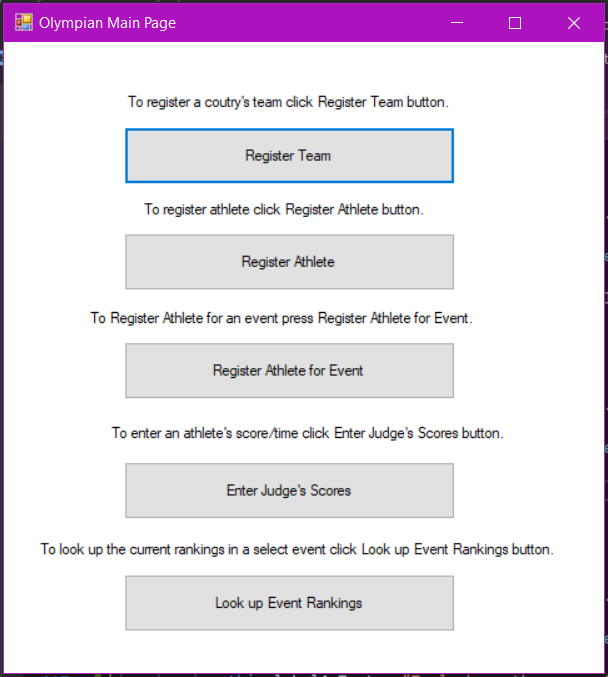 Olympian Main Page
To register a coutry's team click Register Team button.
Register Team
To register athlete click Register Athlete button.
Register Athlete
To Register Athlete for an event press Register Athlete for Event.
Register Athlete for Event
To enter an athlete's score/time click Enter Judge's Scores button.
Enter Judge's Scores
To look up the current rankings in a select event click Look up Event Rankings button.
Look up Event Rankings